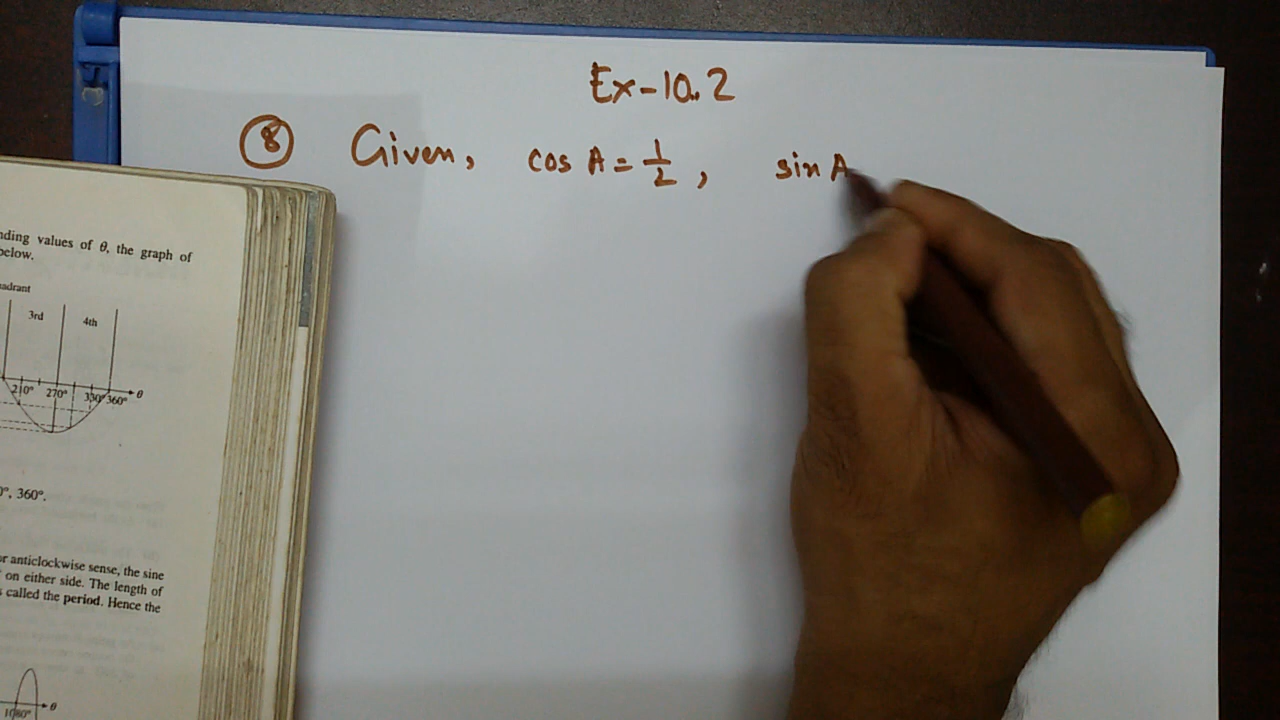 Ex-10.2
8 Given, cos A = 1/2, sin A
nding values of θ, the graph of
below.
uadrant
3rd 4th
210° 270° 330° 360° θ
0°, 360°.
or anticlockwise sense, the sine
on either side. The length of
called the period. Hence the
θ